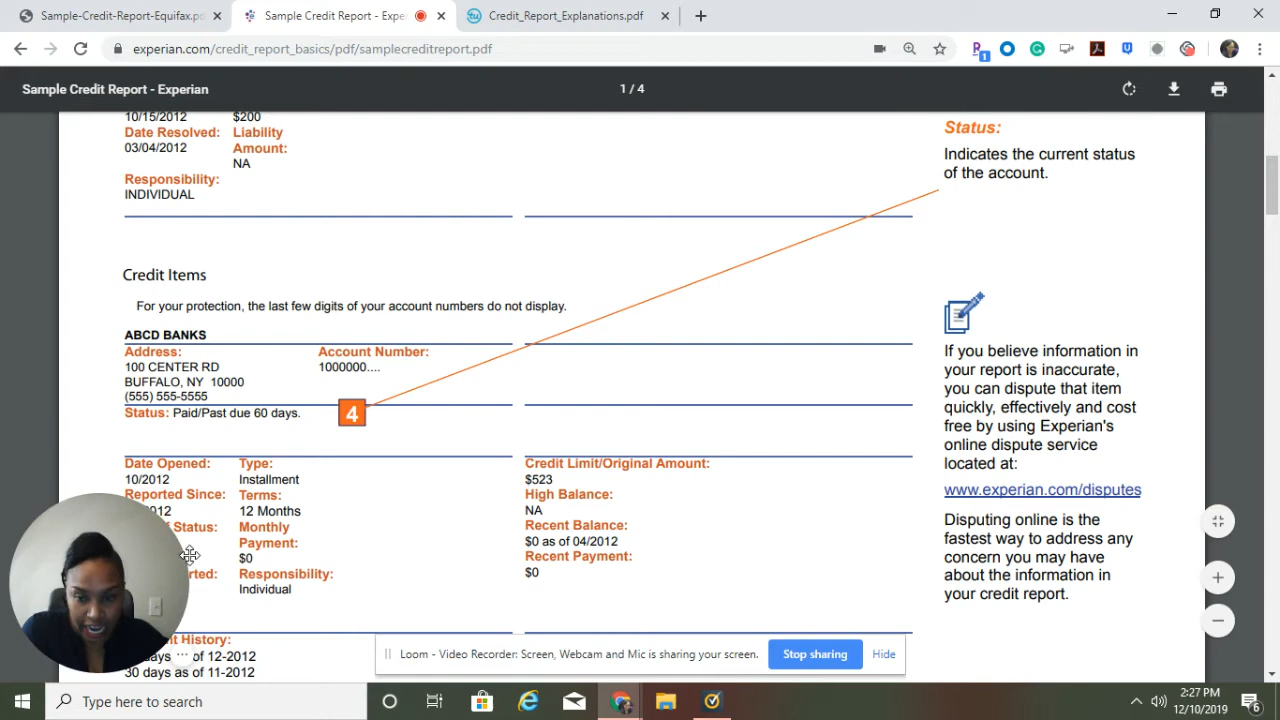 Sample-Credit-Report-Equifax.pd
Sample Credit Report - Exper
Credit_Report_Explanations.pdf
experian.com/credit_report_basics/pdf/samplecreditreport.pdf
Sample Credit Report - Experian
1 / 4
10/15/2012
$200
Date Resolved:
Liability
03/04/2012
Amount:
NA
Responsibility:
INDIVIDUAL
Status:
Indicates the current status
of the account.
Credit Items
For your protection, the last few digits of your account numbers do not display.
ABCD BANKS
Address:
Account Number:
100 CENTER RD
1000000....
BUFFALO, NY 10000
(555) 555-5555
Status: Paid/Past due 60 days.
4
If you believe information in
your report is inaccurate,
you can dispute that item
quickly, effectively and cost
free by using Experian's
online dispute service
located at:
www.experian.com/disputes
Disputing online is the
fastest way to address any
concern you may have
about the information in
your credit report.
Date Opened:
Type:
Credit Limit/Original Amount:
10/2012
Installment
$523
Reported Since:
Terms:
High Balance:
12 Months
NA
Status:
Monthly
Recent Balance:
Payment:
$0 as of 04/2012
$0
Recent Payment:
Responsibility:
$0
Individual
History:
days
of 12-2012
30 days as of 11-2012
Loom - Video Recorder: Screen, Webcam and Mic is sharing your screen.
Stop sharing
Hide
Type here to search
2:27 PM
12/10/2019
6